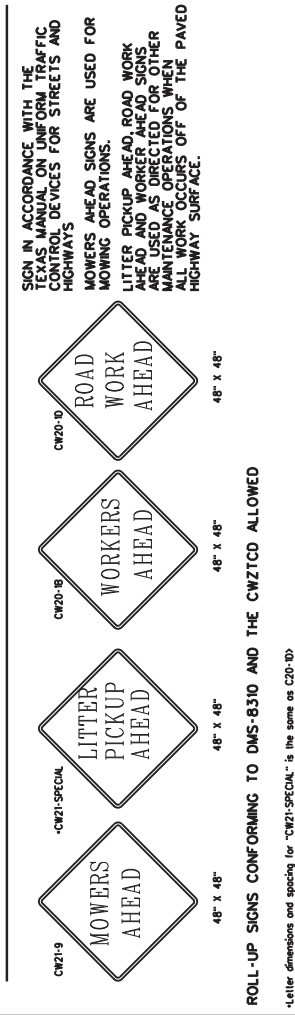 CW21-9
MOWERS
AHEAD
48" X 48"
*CW21-SPECIAL
LITTER
PICKUP
AHEAD
48" X 48"
CW20-1B
WORKERS
AHEAD
48" X 48"
CW20-1D
ROAD
WORK
AHEAD
48" X 48"
SIGN IN ACCORDANCE WITH THE
TEXAS MANUAL ON UNIFORM TRAFFIC
CONTROL DEVICES FOR STREETS AND
HIGHWAYS
MOWERS AHEAD SIGNS ARE USED FOR
MOWING OPERATIONS.
LITTER PICKUP AHEAD, ROAD WORK
AHEAD AND WORKER AHEAD SIGNS
ARE USED AS DIRECTED FOR OTHER
MAINTENANCE OPERATIONS WHEN
ALL WORK OCCURS OFF OF THE PAVED
HIGHWAY SURFACE.
ROLL-UP SIGNS CONFORMING TO DMS-8310 AND THE CWZTCD ALLOWED
*Letter dimensions and spacing for "CW21-SPECIAL" is the same as C20-1D)